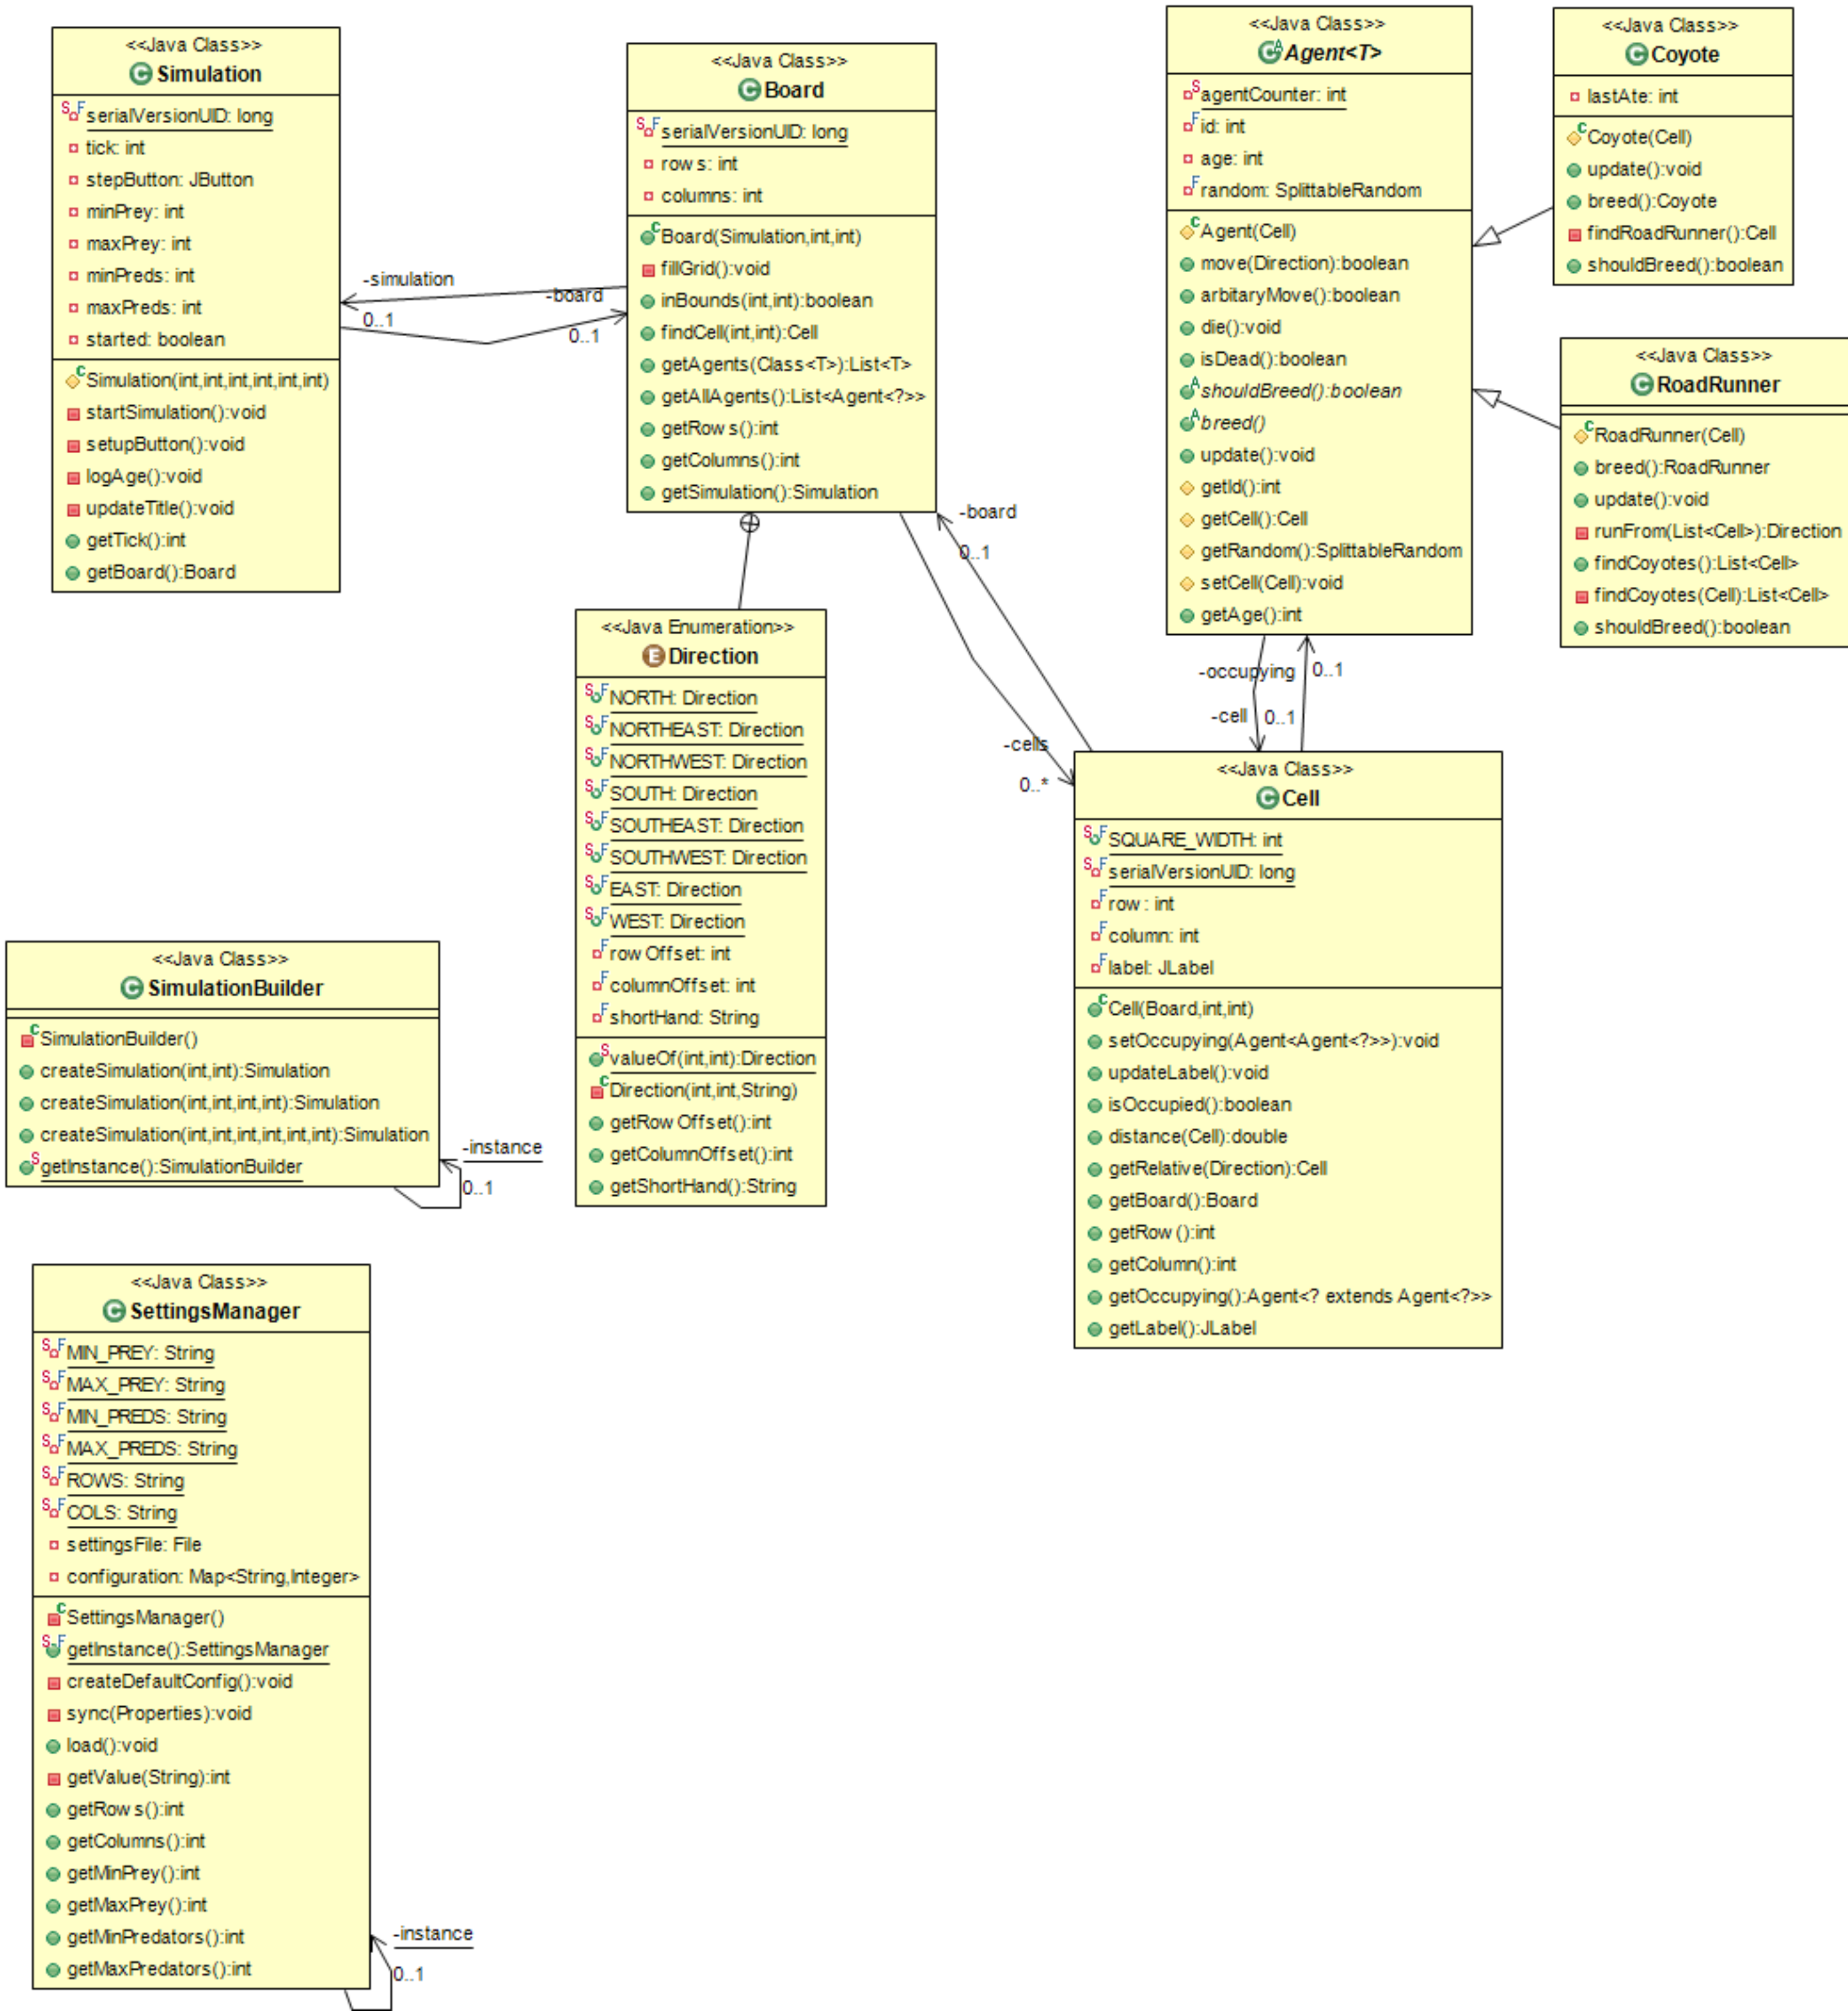 <<Java Class>>
Simulation
serialVersionUID: long
tick: int
stepButton: JButton
minPrey: int
maxPrey: int
minPreds: int
maxPreds: int
started: boolean
Simulation(int,int,int,int,int,int)
startSimulation():void
setupButton():void
logAge():void
updateTitle():void
getTick():int
getBoard():Board
-simulation
0..1
-board
0..1
<<Java Class>>
Board
serialVersionUID: long
rows: int
columns: int
Board(Simulation,int,int)
fillGrid():void
inBounds(int,int):boolean
findCell(int,int):Cell
getAgents(Class<T>):List<T>
getAllAgents():List<Agent<?>>
getRows():int
getColumns():int
getSimulation():Simulation
<<Java Class>>
Agent<T>
agentCounter: int
id: int
age: int
random: SplittableRandom
Agent(Cell)
move(Direction):boolean
arbitaryMove():boolean
die():void
isDead():boolean
shouldBreed():boolean
breed()
update():void
getId():int
getCell():Cell
getRandom():SplittableRandom
setCell(Cell):void
getAge():int
<<Java Class>>
Coyote
lastAte: int
Coyote(Cell)
update():void
breed():Coyote
findRoadRunner():Cell
shouldBreed():boolean
<<Java Class>>
RoadRunner
RoadRunner(Cell)
breed():RoadRunner
update():void
runFrom(List<Cell>):Direction
findCoyotes():List<Cell>
findCoyotes(Cell):List<Cell>
shouldBreed():boolean
-board
0..1
-cells
0..*
-occupying
0..1
-cell
0..1
<<Java Enumeration>>
Direction
NORTH: Direction
NORTHEAST: Direction
NORTHWEST: Direction
SOUTH: Direction
SOUTHEAST: Direction
SOUTHWEST: Direction
EAST: Direction
WEST: Direction
rowOffset: int
columnOffset: int
shortHand: String
valueOf(int,int):Direction
Direction(int,int,String)
getRowOffset():int
getColumnOffset():int
getShortHand():String
<<Java Class>>
Cell
SQUARE_WIDTH: int
serialVersionUID: long
row: int
column: int
label: JLabel
Cell(Board,int,int)
setOccupying(Agent<Agent<?>>):void
updateLabel():void
isOccupied():boolean
distance(Cell):double
getRelative(Direction):Cell
getBoard():Board
getRow():int
getColumn():int
getOccupying():Agent<? extends Agent<?>>
getLabel():JLabel
<<Java Class>>
SimulationBuilder
SimulationBuilder()
createSimulation(int,int):Simulation
createSimulation(int,int,int,int):Simulation
createSimulation(int,int,int,int,int,int):Simulation
getInstance():SimulationBuilder
-instance
0..1
<<Java Class>>
SettingsManager
MIN_PREY: String
MAX_PREY: String
MIN_PREDS: String
MAX_PREDS: String
ROWS: String
COLS: String
settingsFile: File
configuration: Map<String,Integer>
SettingsManager()
getInstance():SettingsManager
createDefaultConfig():void
sync(Properties):void
load():void
getValue(String):int
getRows():int
getColumns():int
getMinPrey():int
getMaxPrey():int
getMinPredators():int
getMaxPredators():int
-instance
0..1